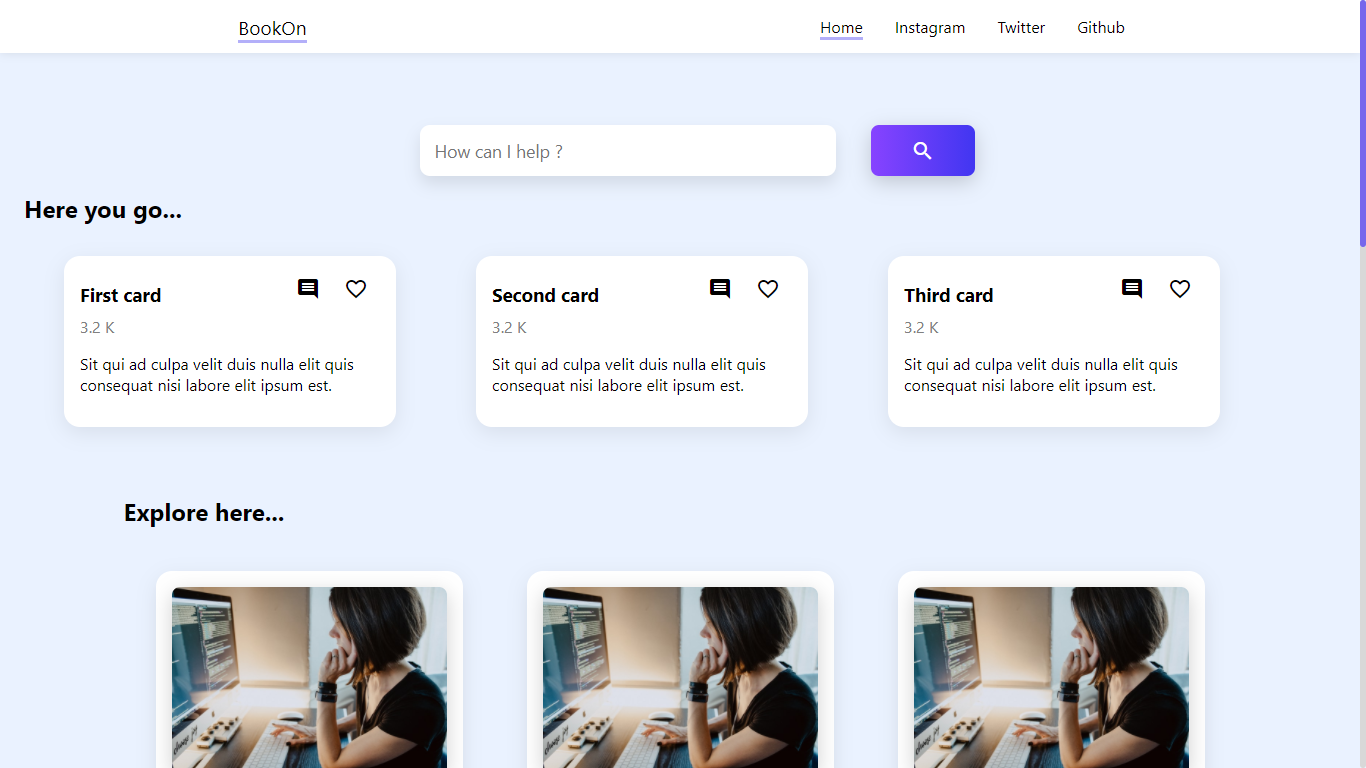 BookOn
Home Instagram Twitter Github
How can I help ?
Here you go...
First card
3.2 K
Sit qui ad culpa velit duis nulla elit quis
consequat nisi labore elit ipsum est.
Second card
3.2 K
Sit qui ad culpa velit duis nulla elit quis
consequat nisi labore elit ipsum est.
Third card
3.2 K
Sit qui ad culpa velit duis nulla elit quis
consequat nisi labore elit ipsum est.
Explore here...